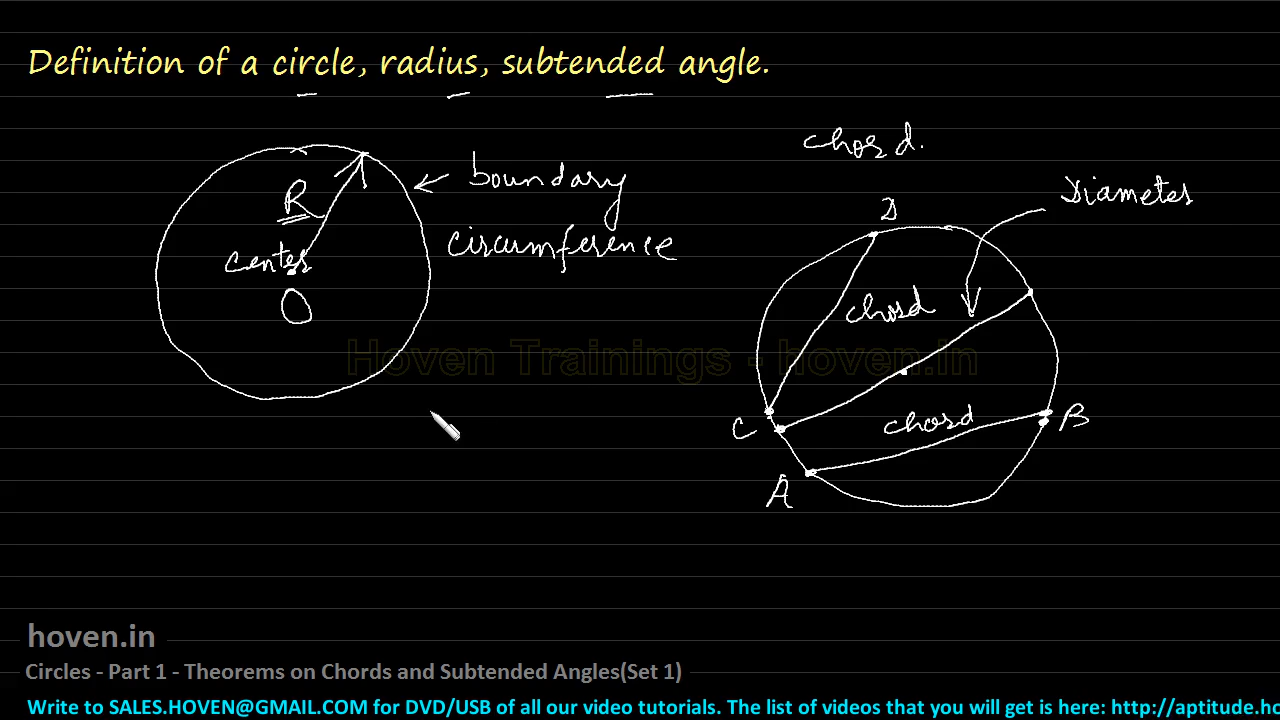 Definition of a circle, radius, subtended angle.
chord.
boundary
circumference
R
center
O
Diameter
D
chord
Hoven Trainings - hoven.in
chord
C
B
A
hoven.in
Circles - Part 1 - Theorems on Chords and Subtended Angles(Set 1)
Write to SALES.HOVEN@GMAIL.COM for DVD/USB of all our video tutorials. The list of videos that you will get is here: http://aptitude.ho